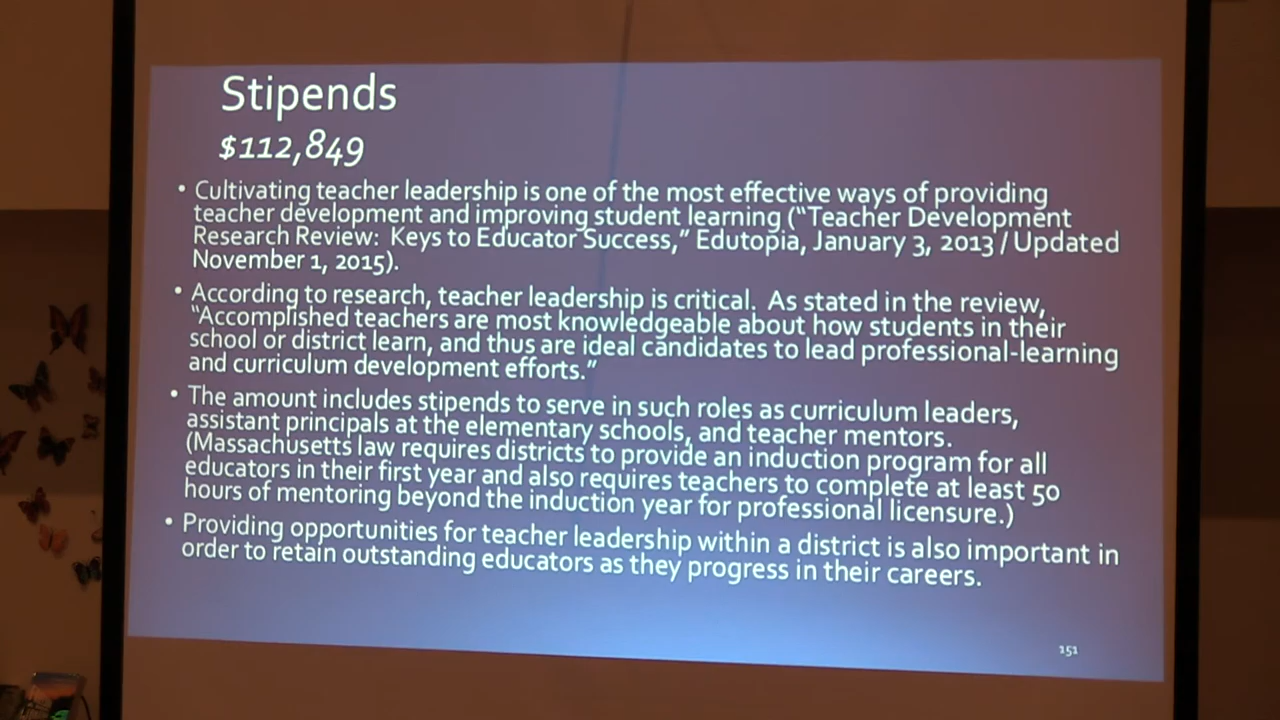 Stipends
$112,849
• Cultivating teacher leadership is one of the most effective ways of providing
teacher development and improving student learning (“Teacher Development
Research Review: Keys to Educator Success,” Edutopia, January 3, 2013 / Updated
November 1, 2015).
• According to research, teacher leadership is critical. As stated in the review,
“Accomplished teachers are most knowledgeable about how students in their
school or district learn, and thus are ideal candidates to lead professional-learning
and curriculum development efforts.”
• The amount includes stipends to serve in such roles as curriculum leaders,
assistant principals at the elementary schools, and teacher mentors.
(Massachusetts law requires districts to provide an induction program for all
educators in their first year and also requires teachers to complete at least 50
hours of mentoring beyond the induction year for professional licensure.)
• Providing opportunities for teacher leadership within a district is also important in
order to retain outstanding educators as they progress in their careers.
151